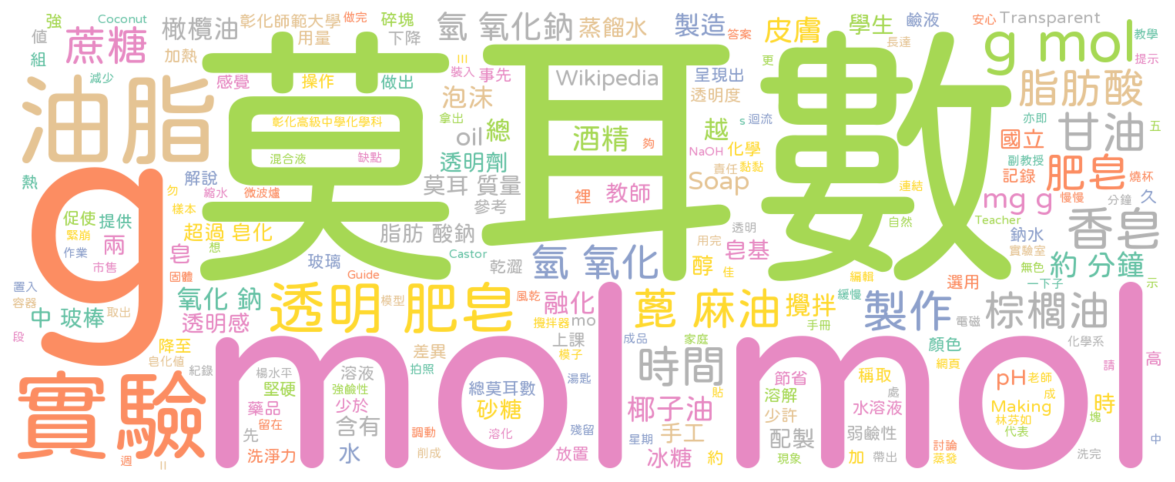 強 Coconut 橄欖油 彰化師範大學 做完 碎塊 氫 氧化鈉 蒸餾水 製造 答案 皮膚 學生 鹼液 安心 Transparent
值 蔗糖 用量 下降 長達 g mol 教學
組 減少 加熱 感覺 操作 III 裝入 事先 做出 Wikipedia 呈現出 更 提示
油脂 莫耳數 泡沫 透明度 脂肪酸
彰化高級中學化學科 拿出 oil 總 酒精 夠 越 s 迴流 亦即 甘油 五
混合液 缺點 透明劑 NaOH 化學 國立 副教授
熱 解說 縮水 微波爐 莫耳 質量 責任 黏黏 記錄 肥皂 燒杯
勿 樣本 參考 裡 教師 Soap 連結 mg g 慢慢 分鐘 久
g 促使 提供 緊崩 兩 超過 皂化 脂肪 酸鈉 透明 自然 Teacher 鈉水 香皂
作業 市售 皂 想 Castor 用完 皂基 實驗室
固體 玻璃 Guide 乾澀 氫 氧化 醇 佳 編輯 無色 約 分鐘
置入 氧化 鈉 透明 肥皂 模型 風乾 融化 蓖 麻油 攪拌 緩慢 選用 一下子 示
容器 中 玻棒 取出 透明感 攪拌器 mo 手冊 製作 電磁 棕櫚油
段 降至 皂化值 差異 上課 成品 家庭 顏色 網頁 化學系
紀錄 楊水平 溶液 拍照 模子 時間 節省 稱取 請 高
實驗 mol mol 堅硬 強鹼性 總莫耳數 湯匙 貼 溶解 處 pH 老師 成
藥品 少於 砂糖 椰子油 少許 水溶液 Making 時 塊
留在 含有 調動 溶化 殘留 手工 配製 弱鹼性 林芬如 代表
先 洗淨力 水 星期 討論 中
週 II 削成 放置 冰糖 約 現象 加 帶出 蒸發 洗完